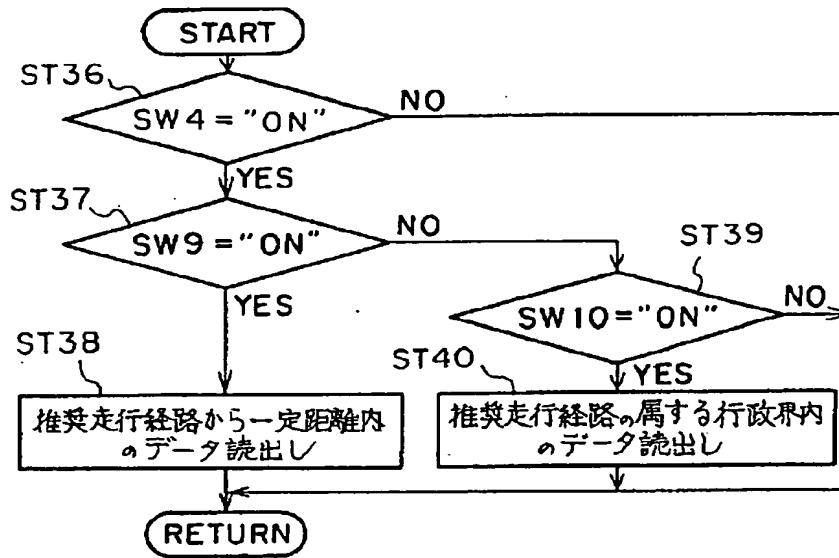 START
ST36
SW4="ON"
NO
YES
ST37
SW9="ON"
NO
YES
ST39
SW10="ON"
NO
YES
ST38
推奨走行経路から一定距離内
のデータ読出し
ST40
推奨走行経路の属する行政界内
のデータ読出し
RETURN